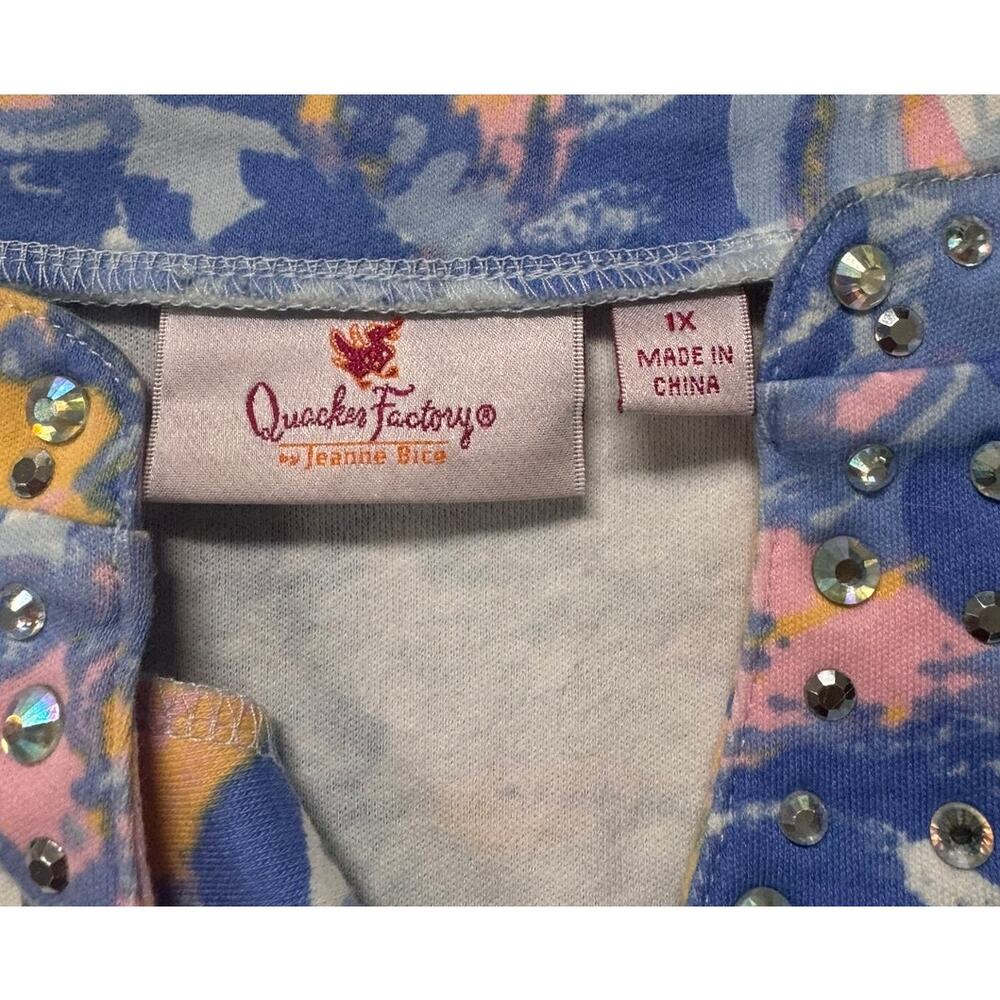 Quacker Factory®
by Jeanne Bice
1X
MADE IN
CHINA